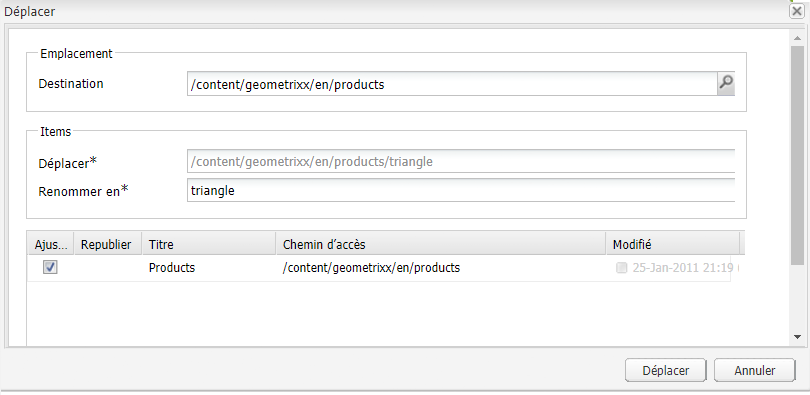 Déplacer
Emplacement
Destination /content/geometrixx/en/products
Items
Déplacer* /content/geometrixx/en/products/triangle
Renommer en* triangle
Ajus... Republier Titre Chemin d'accès Modifié
Products /content/geometrixx/en/products 25-Jan-2011 21:19
Déplacer Annuler